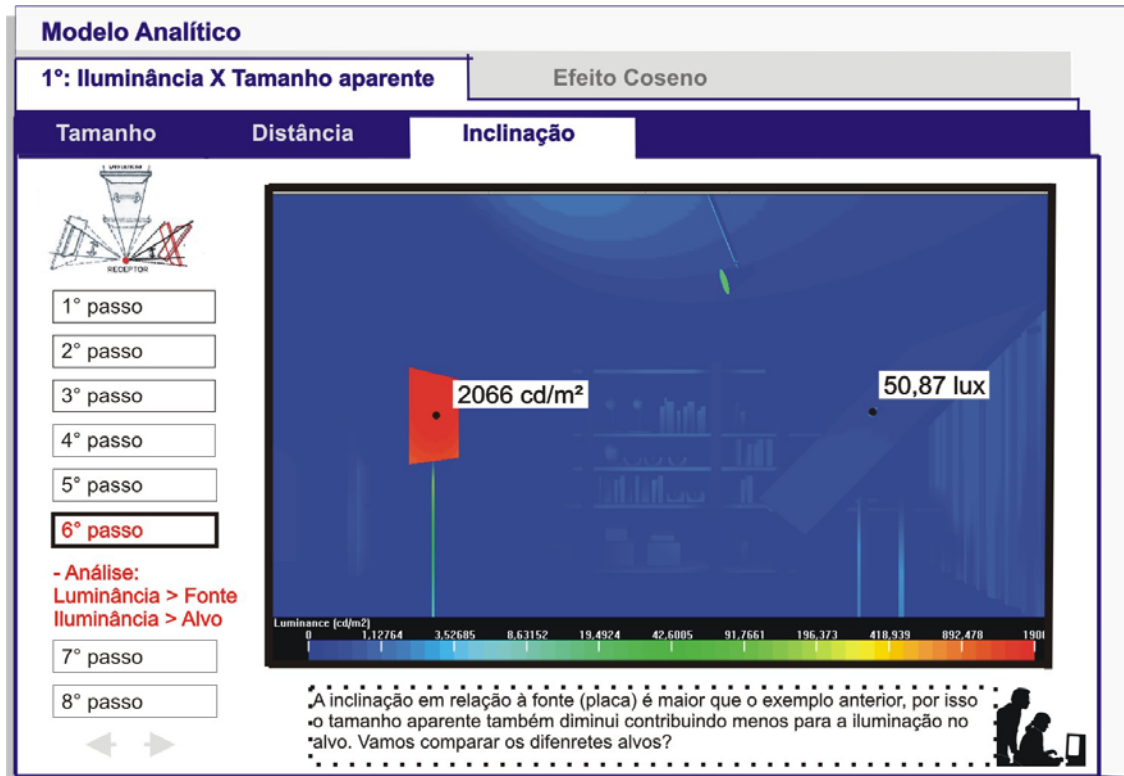 Modelo Analítico
1°: Iluminância X Tamanho aparente
Efeito Coseno
Tamanho
Distância
Inclinação
RECEPTOR
1° passo
2° passo
3° passo
4° passo
5° passo
6° passo
- Análise:
Luminância > Fonte
Iluminância > Alvo
7° passo
8° passo
2066 cd/m²
50,87 lux
Luminance (cd/m2)
0 1,12764 3,52685 8,63152 19,4924 42,6005 91,7661 196,373 418,939 892,478
A inclinação em relação à fonte (placa) é maior que o exemplo anterior, por isso
o tamanho aparente também diminui contribuindo menos para a iluminação no
alvo. Vamos comparar os difenretes alvos?